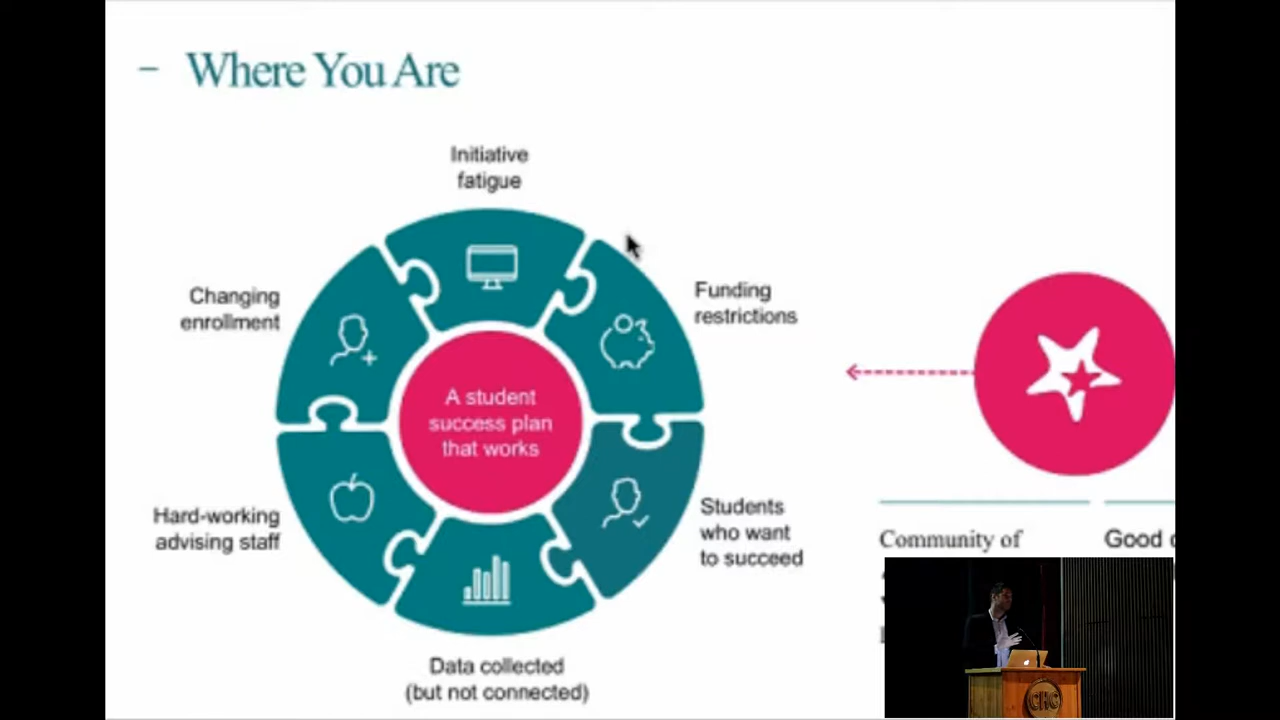 – Where You Are
Initiative
fatigue
Changing
enrollment
Funding
restrictions
A student
success plan
that works
Hard-working
advising staff
Students
who want
to succeed
Data collected
(but not connected)
Community of
Good
CHC